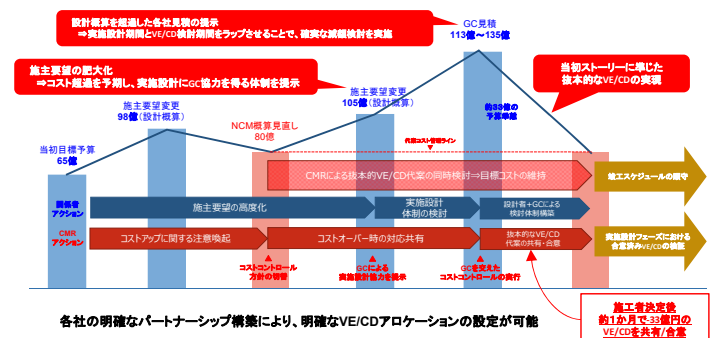 設計概算を超過した各社見積の提示
⇒実施設計期間とVE/CD検討期間をラップさせることで、確実な減額検討を実施
GC見積
113億～135億
施主要望の肥大化
⇒コスト超過を予期し、実施設計にGC協力を得る体制を提示
当初ストーリーに準じた
抜本的なVE/CDの実現
施主要望変更
105億(設計概算)
施主要望変更
98億(設計概算)
約33億の
予算乖離
NCM概算見直し
80億
代案コスト管理ライン
当初目標予算
65億
CMRによる抜本的VE/CD代案の同時検討⇒目標コストの維持
竣工スケジュールの順守
関係者
アクション
施主要望の高度化
実施設計
体制の検討
設計者+GCによる
検討体制構築
CMR
アクション
コストアップに関する注意喚起
コストオーバー時の対応共有
抜本的なVE/CD
代案の共有・合意
実施設計フェーズにおける
合意済みVE/CDの検証
コストコントロール
方針の切替
GCによる
実施設計協力を提示
GCを交えた
コストコントロールの実行
各社の明確なパートナーシップ構築により、明確なVE/CDアロケーションの設定が可能
施工者決定後
約1か月で-33億円の
VE/CDを共有/合意